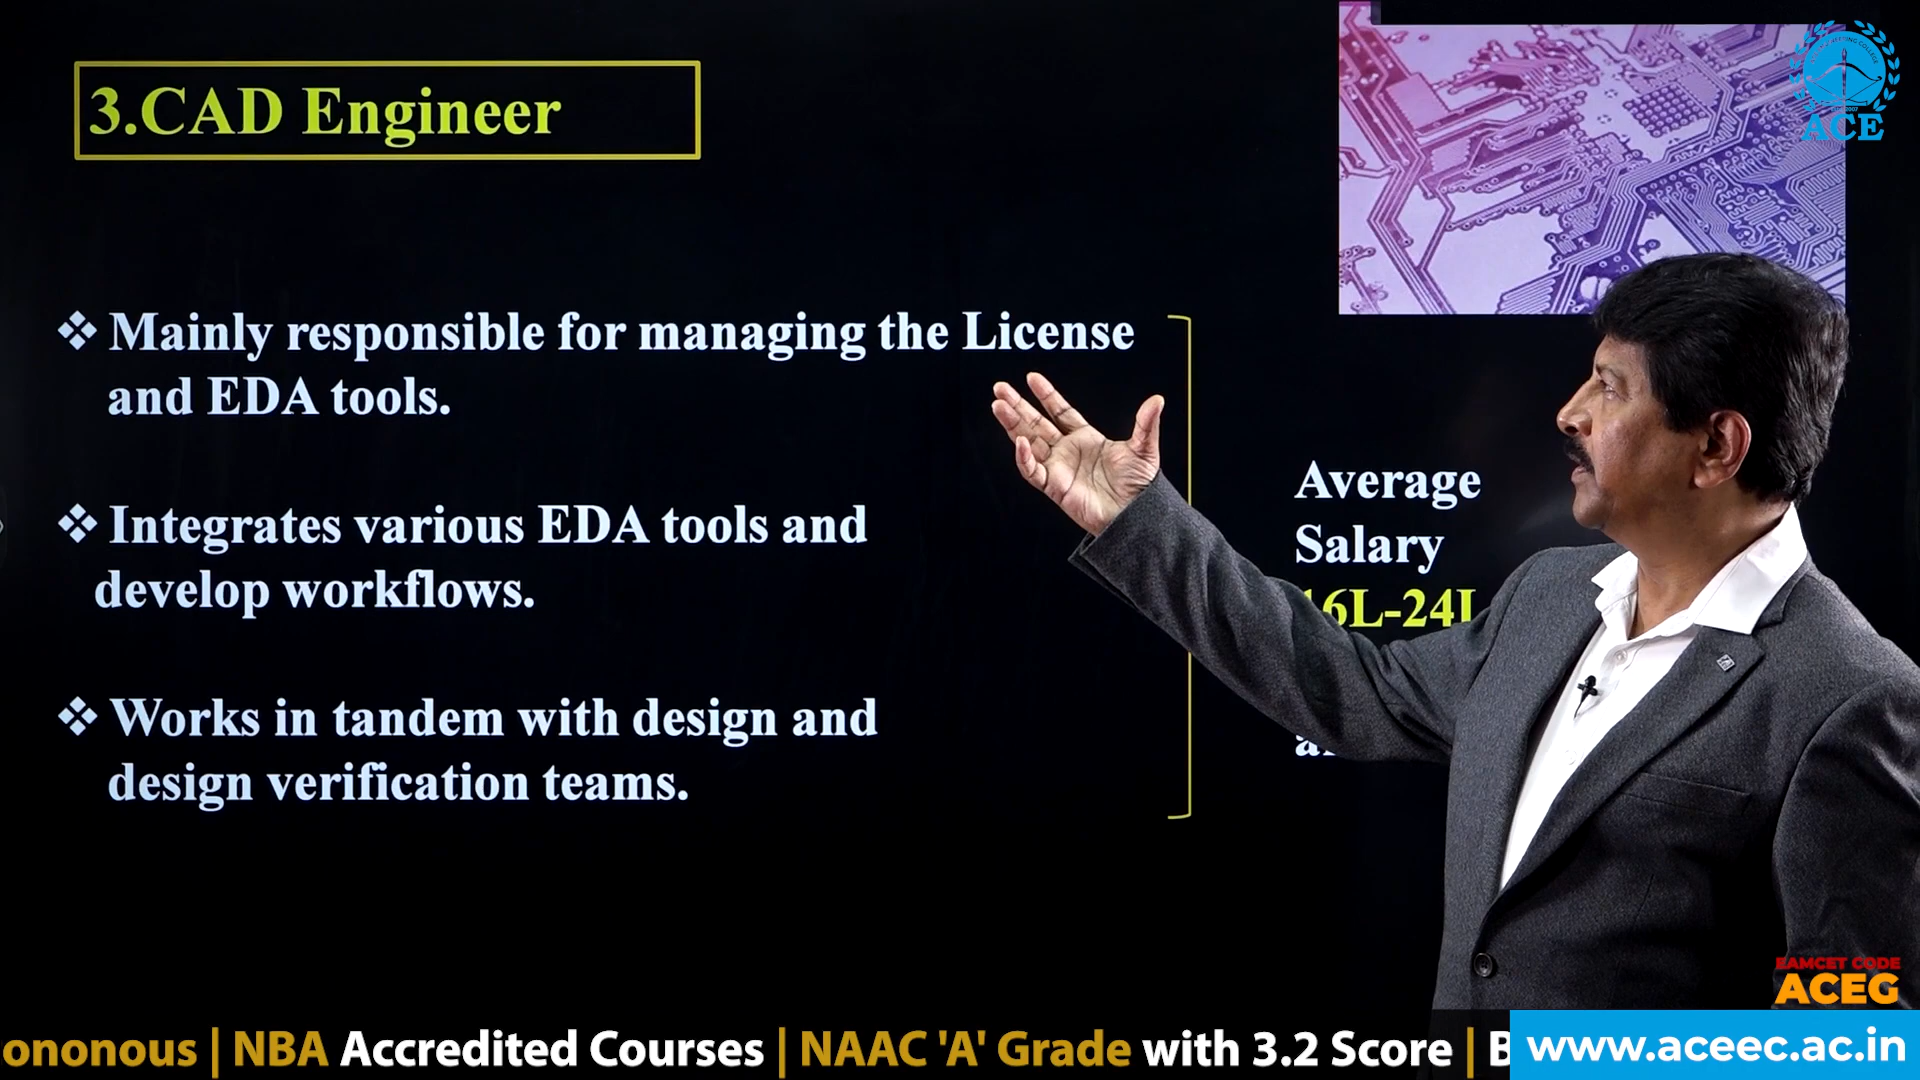 3.CAD Engineer
❖ Mainly responsible for managing the License
and EDA tools.
❖ Integrates various EDA tools and
develop workflows.
❖ Works in tandem with design and
design verification teams.
Average
Salary
16L-24L
ACE
EAMCET CODE
ACEG
ononous | NBA Accredited Courses | NAAC 'A' Grade with 3.2 Score | B
www.aceec.ac.in